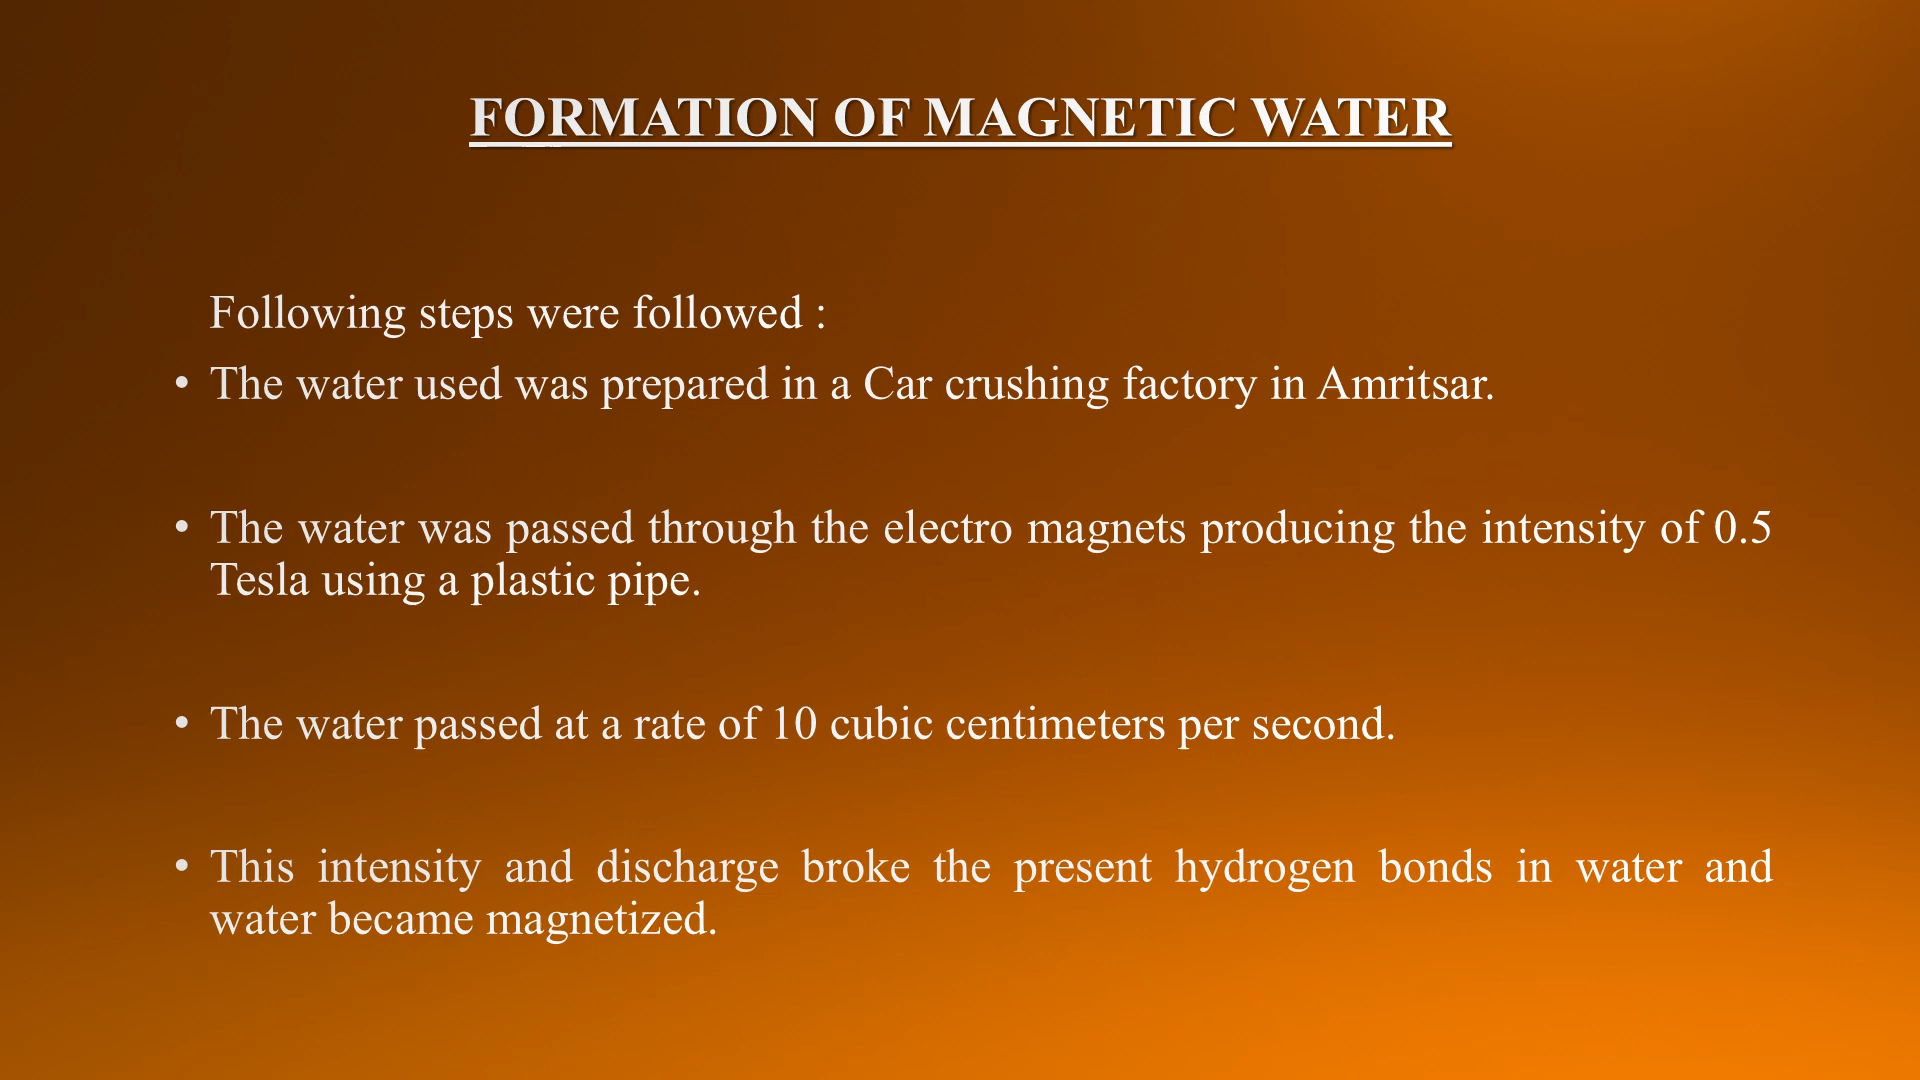 FORMATION OF MAGNETIC WATER
Following steps were followed :
• The water used was prepared in a Car crushing factory in Amritsar.
• The water was passed through the electro magnets producing the intensity of 0.5
Tesla using a plastic pipe.
• The water passed at a rate of 10 cubic centimeters per second.
• This intensity and discharge broke the present hydrogen bonds in water and
water became magnetized.